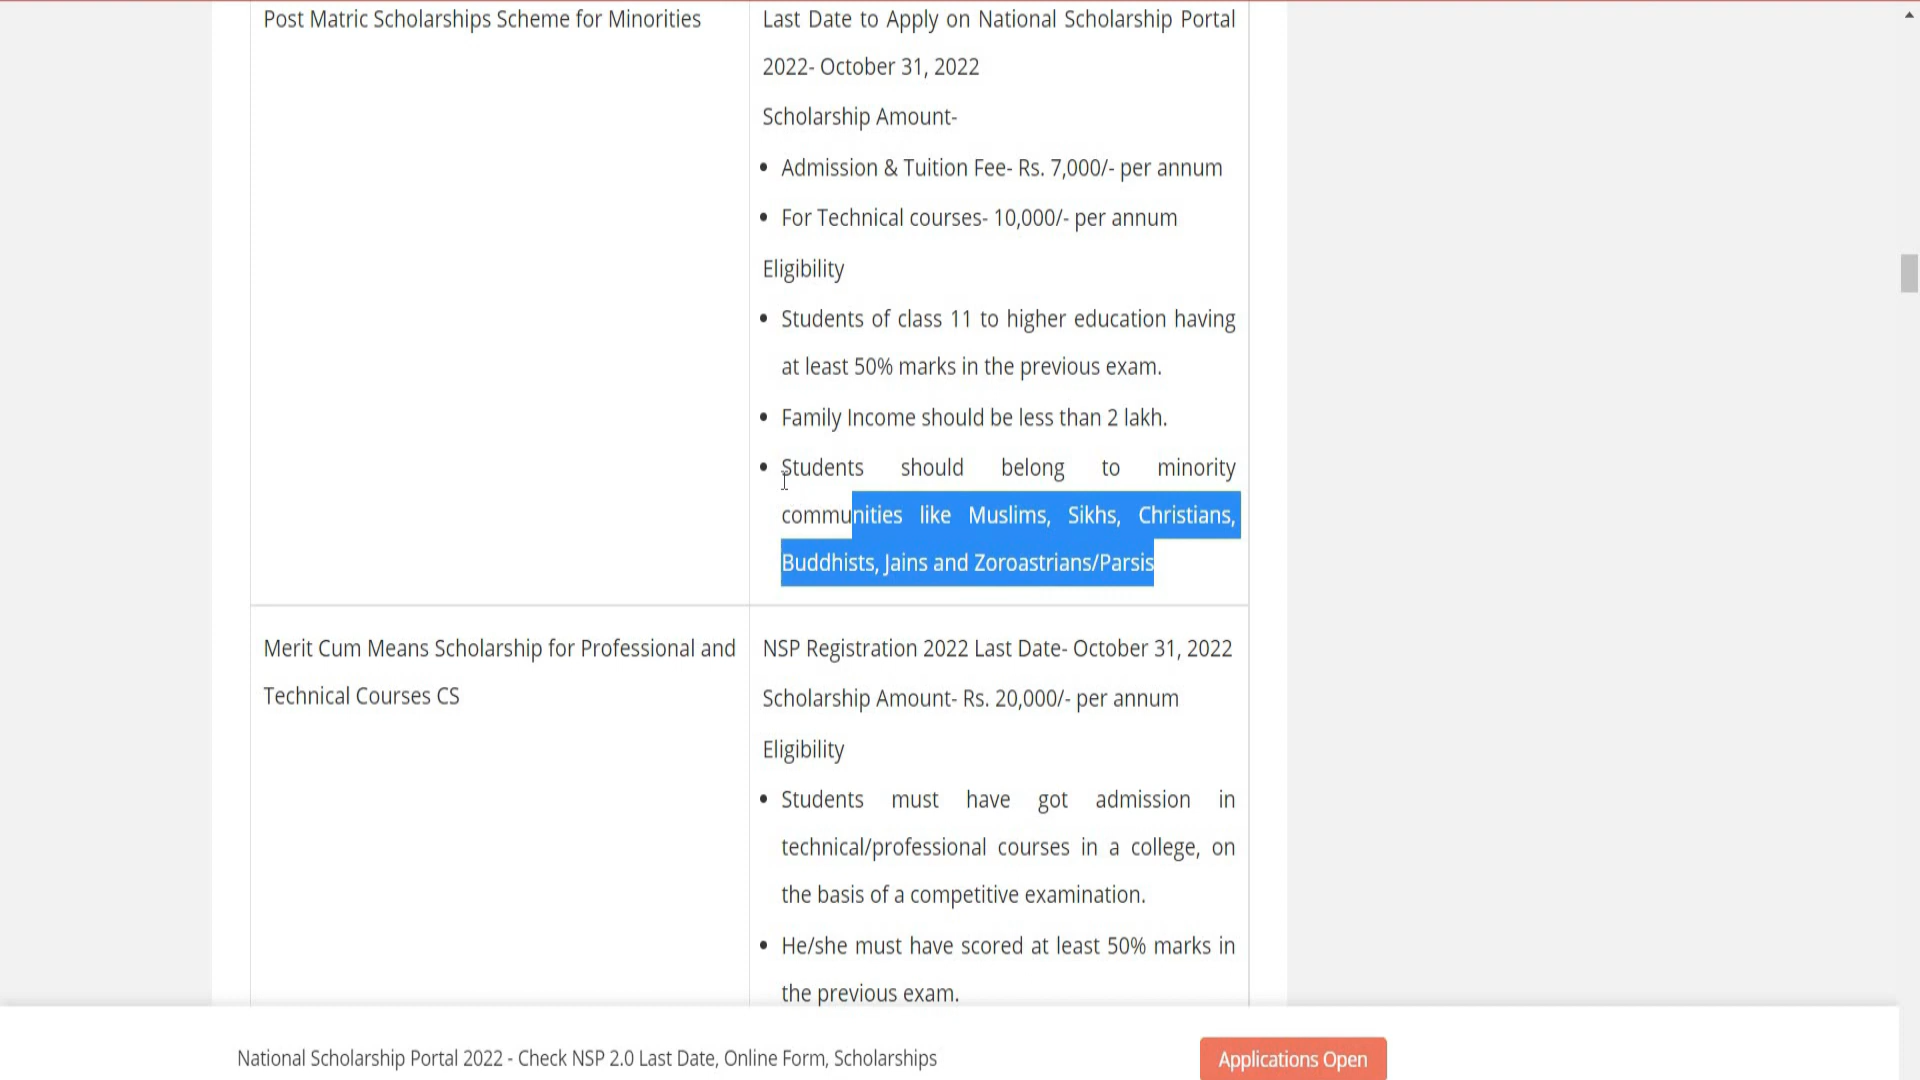 Post Matric Scholarships Scheme for Minorities
Last Date to Apply on National Scholarship Portal
2022- October 31, 2022
Scholarship Amount-
• Admission & Tuition Fee- Rs. 7,000/- per annum
• For Technical courses- 10,000/- per annum
Eligibility
• Students of class 11 to higher education having
at least 50% marks in the previous exam.
• Family Income should be less than 2 lakh.
• Students should belong to minority
communities like Muslims, Sikhs, Christians,
Buddhists, Jains and Zoroastrians/Parsis
Merit Cum Means Scholarship for Professional and
Technical Courses CS
NSP Registration 2022 Last Date- October 31, 2022
Scholarship Amount- Rs. 20,000/- per annum
Eligibility
• Students must have got admission in
technical/professional courses in a college, on
the basis of a competitive examination.
• He/she must have scored at least 50% marks in
the previous exam.
National Scholarship Portal 2022 - Check NSP 2.0 Last Date, Online Form, Scholarships
Applications Open